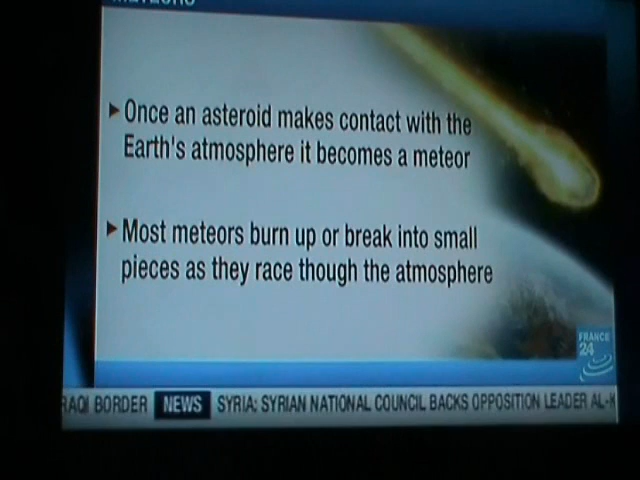 METEORS
Once an asteroid makes contact with the
Earth's atmosphere it becomes a meteor
Most meteors burn up or break into small
pieces as they race though the atmosphere
FRANCE
24
RAQI BORDER NEWS SYRIA: SYRIAN NATIONAL COUNCIL BACKS OPPOSITION LEADER AL-K